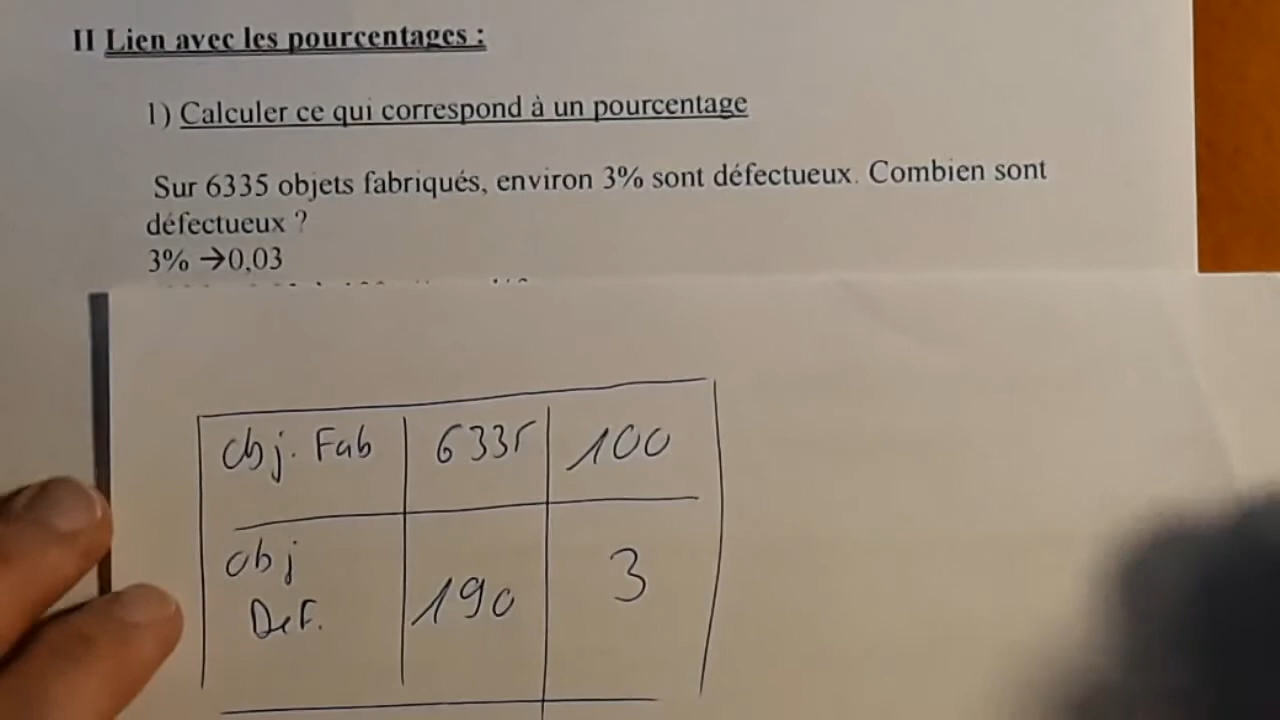 II Lien avec les pourcentages :
1) Calculer ce qui correspond à un pourcentage
Sur 6335 objets fabriqués, environ 3% sont défectueux. Combien sont
défectueux ?
3% →0,03
Obj. Fab 6335 100
obj
Def. 190 3